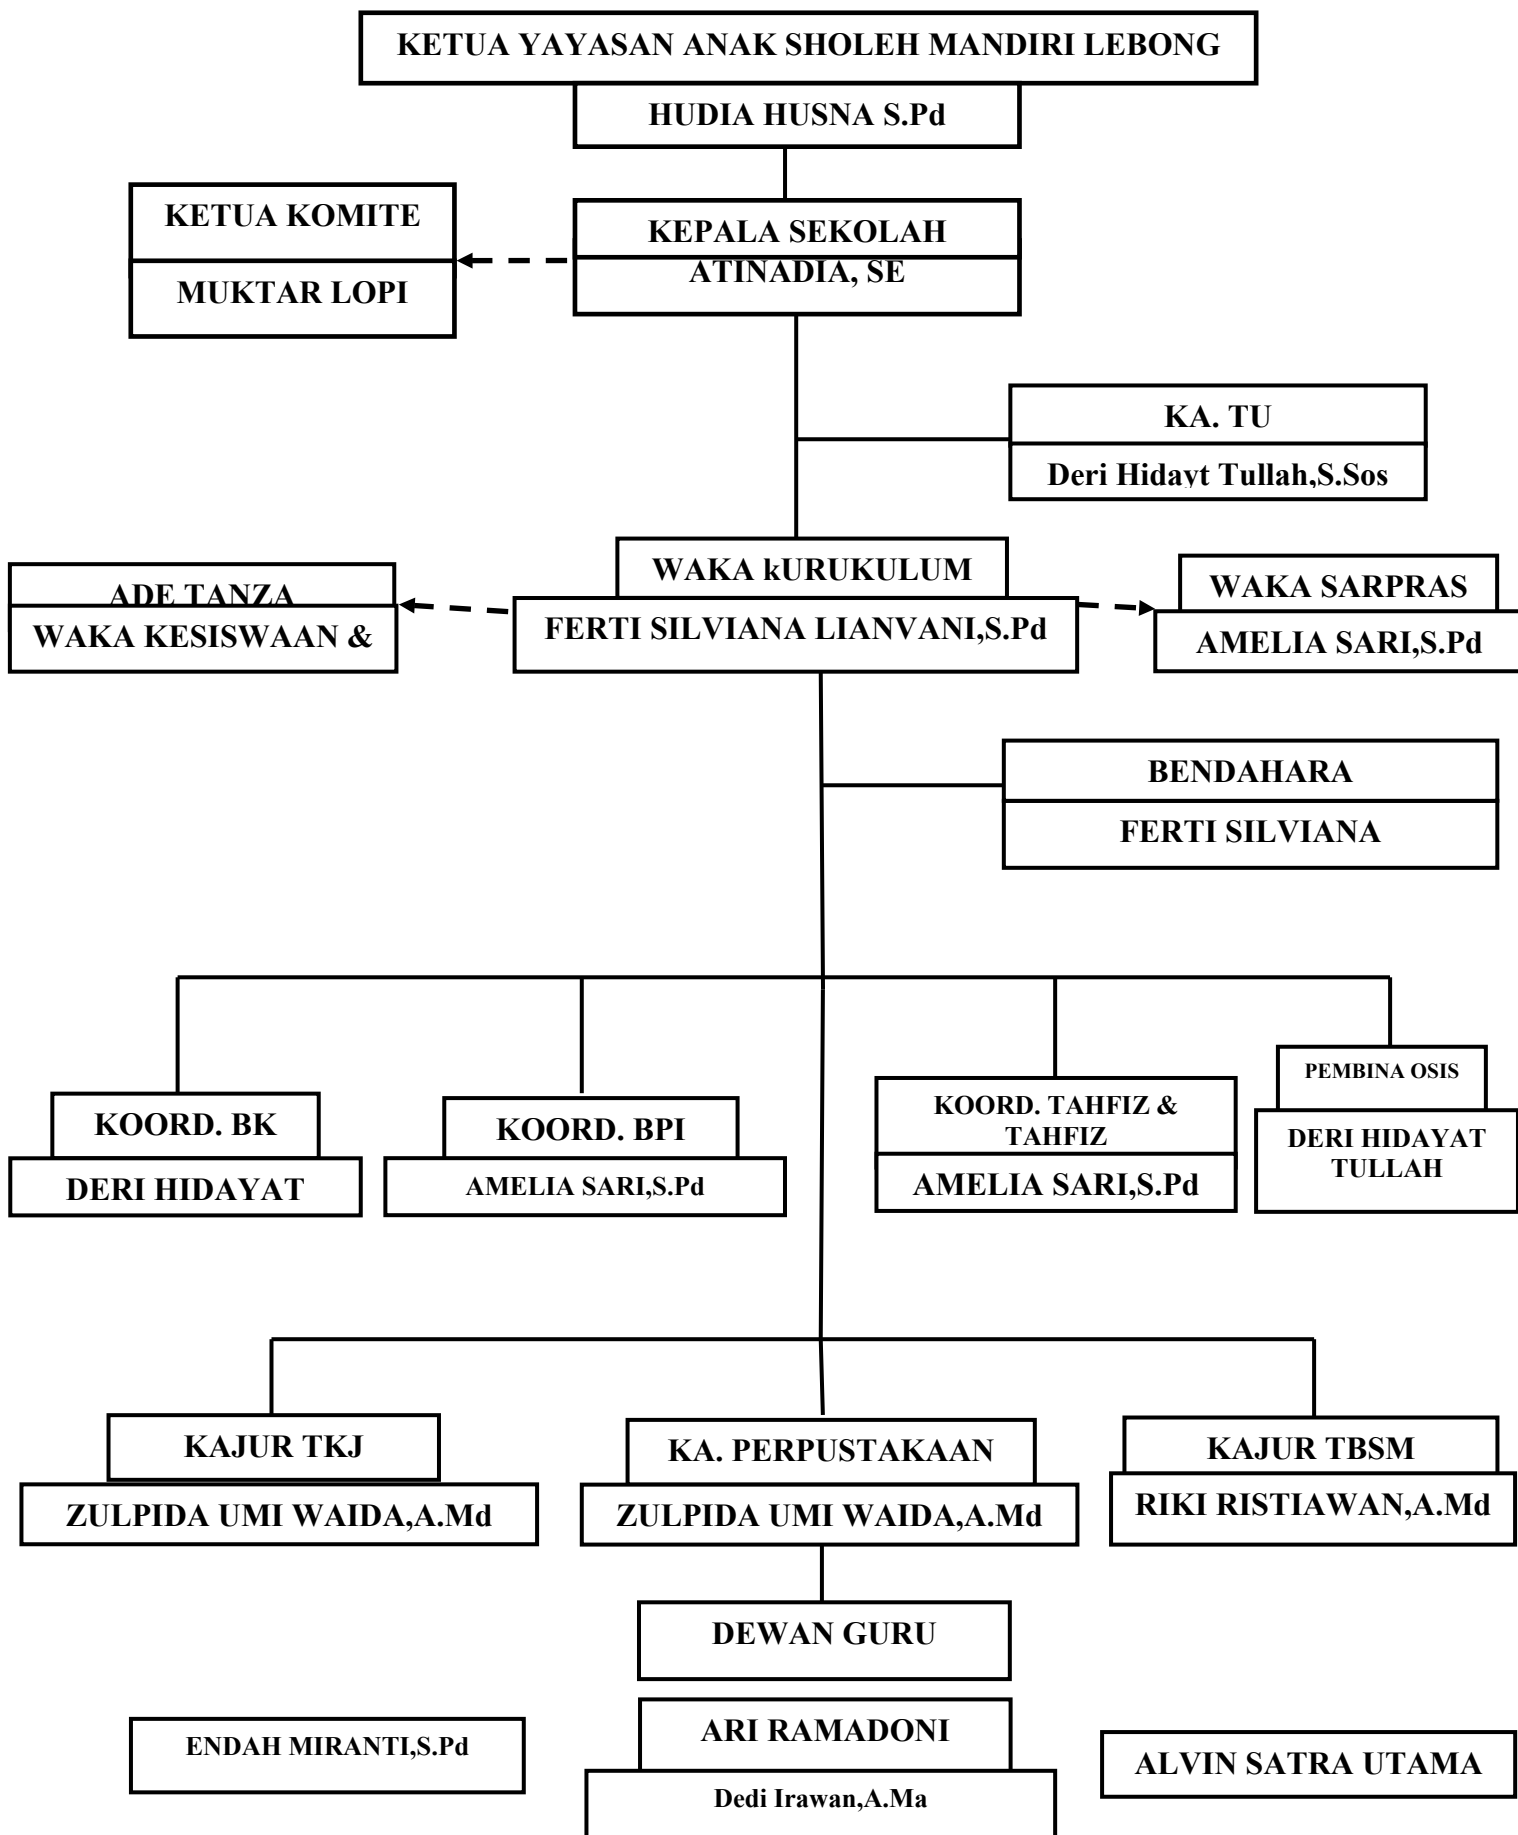 KETUA YAYASAN ANAK SHOLEH MANDIRI LEBONG
HUDIA HUSNA S.Pd
KETUA KOMITE
MUKTAR LOPI
KEPALA SEKOLAH
ATINADIA, SE
KA. TU
Deri Hidayt Tullah,S.Sos
ADE TANZA
WAKA KESISWAAN &
WAKA kURUKULUM
FERTI SILVIANA LIANVANI,S.Pd
WAKA SARPRAS
AMELIA SARI,S.Pd
BENDAHARA
FERTI SILVIANA
KOORD. BK
DERI HIDAYAT
KOORD. BPI
AMELIA SARI,S.Pd
KOORD. TAHFIZ &
TAHFIZ
AMELIA SARI,S.Pd
PEMBINA OSIS
DERI HIDAYAT
TULLAH
KAJUR TKJ
ZULPIDA UMI WAIDA,A.Md
KA. PERPUSTAKAAN
ZULPIDA UMI WAIDA,A.Md
KAJUR TBSM
RIKI RISTIAWAN,A.Md
DEWAN GURU
ENDAH MIRANTI,S.Pd
ARI RAMADONI
Dedi Irawan,A.Ma
ALVIN SATRA UTAMA